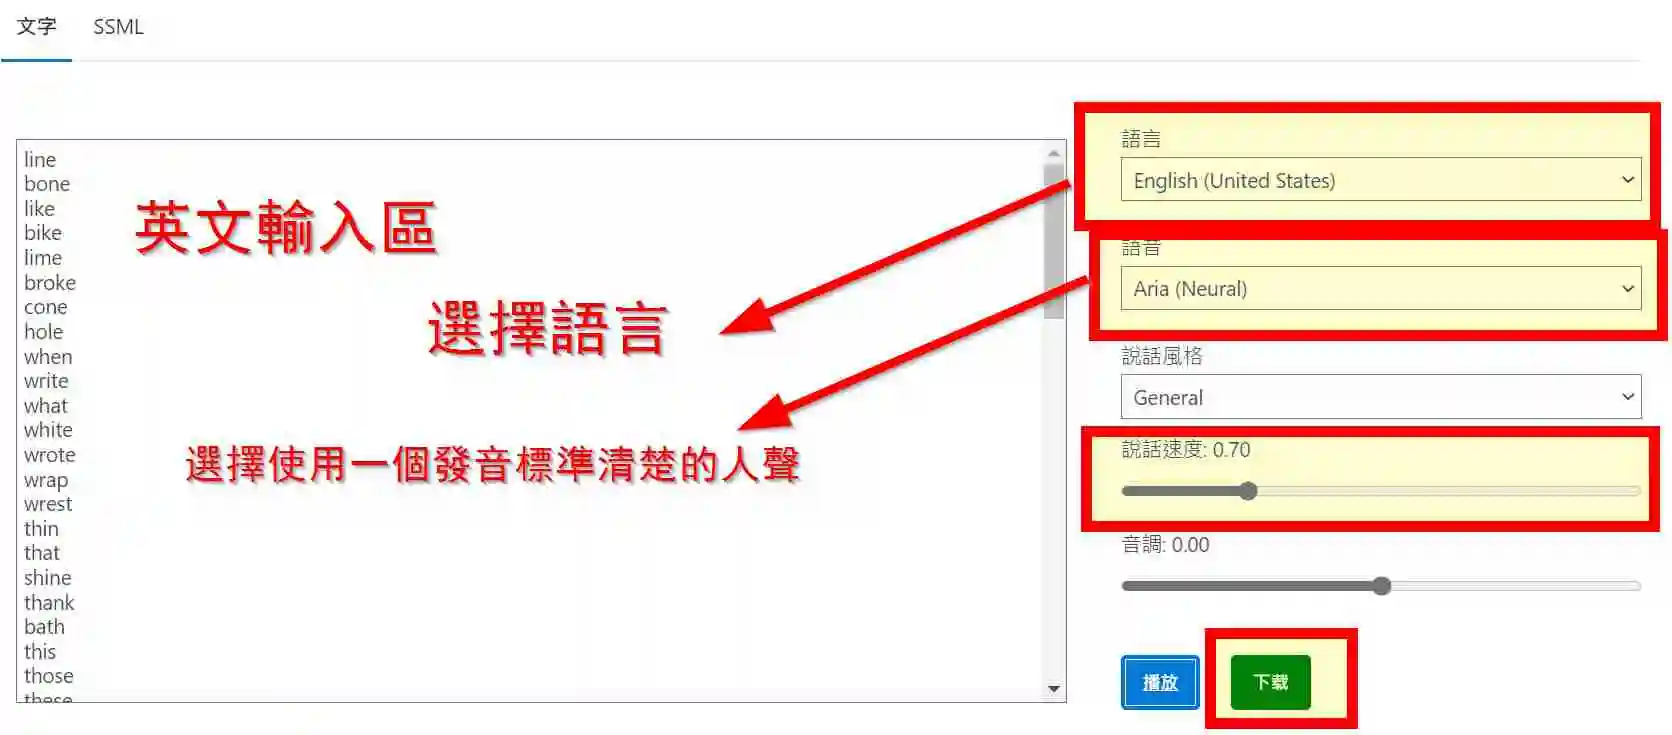 文字 SSML
line
bone
like
bike
lime
broke
cone
hole
when
write
what
white
wrote
wrap
wrest
thin
that
shine
thank
bath
this
those
these
英文輸入區
選擇語言
選擇使用一個發音標準清楚的人聲
語言
English (United States)
語音
Aria (Neural)
說話風格
General
說話速度: 0.70
音調: 0.00
播放 下载